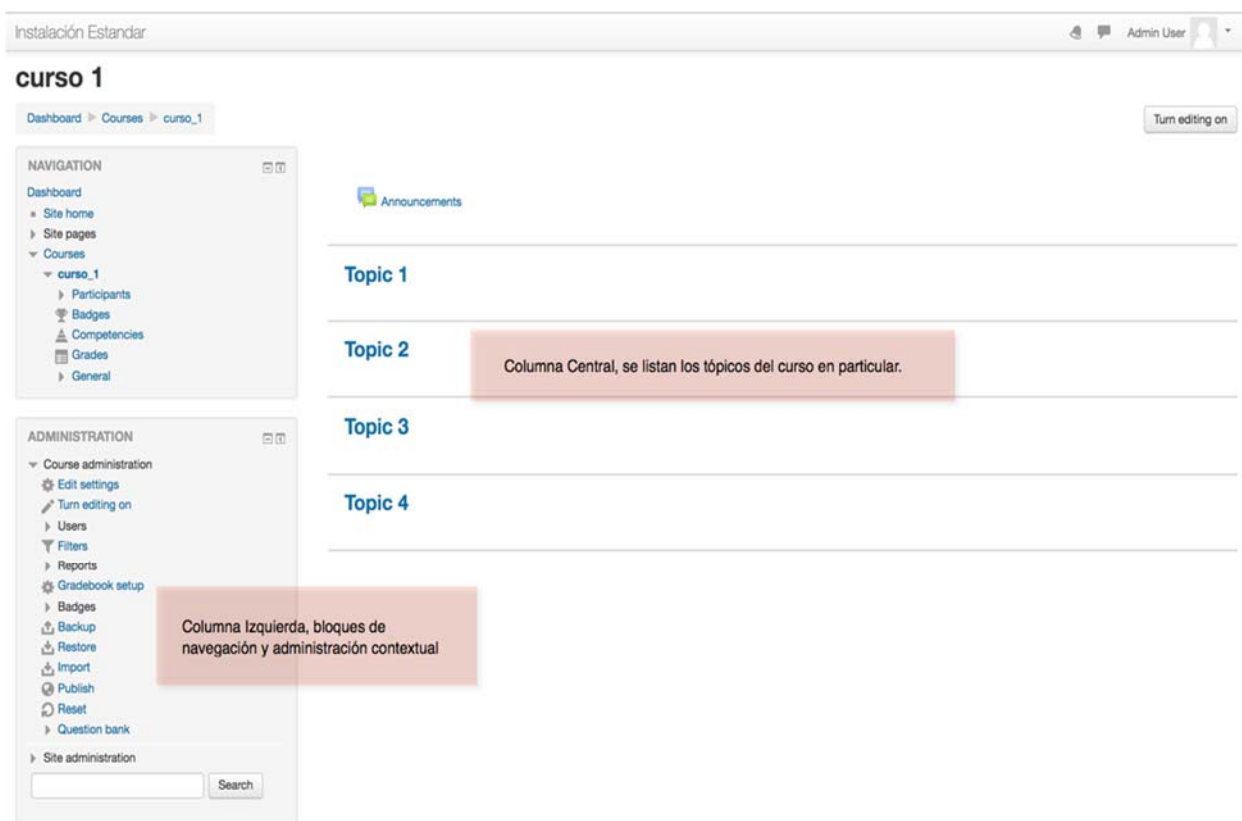 Instalación Estandar
Admin User
curso 1
Dashboard Courses curso_1
Turn editing on
NAVIGATION
Dashboard
Site home
Site pages
Courses
curso_1
Participants
Badges
Competencies
Grades
General
ADMINISTRATION
Course administration
Edit settings
Turn editing on
Users
Filters
Reports
Gradebook setup
Badges
Backup
Restore
Import
Publish
Reset
Question bank
Site administration
Search
Columna Izquierda, bloques de
navegación y administración contextual
Announcements
Topic 1
Topic 2
Columna Central, se listan los tópicos del curso en particular.
Topic 3
Topic 4